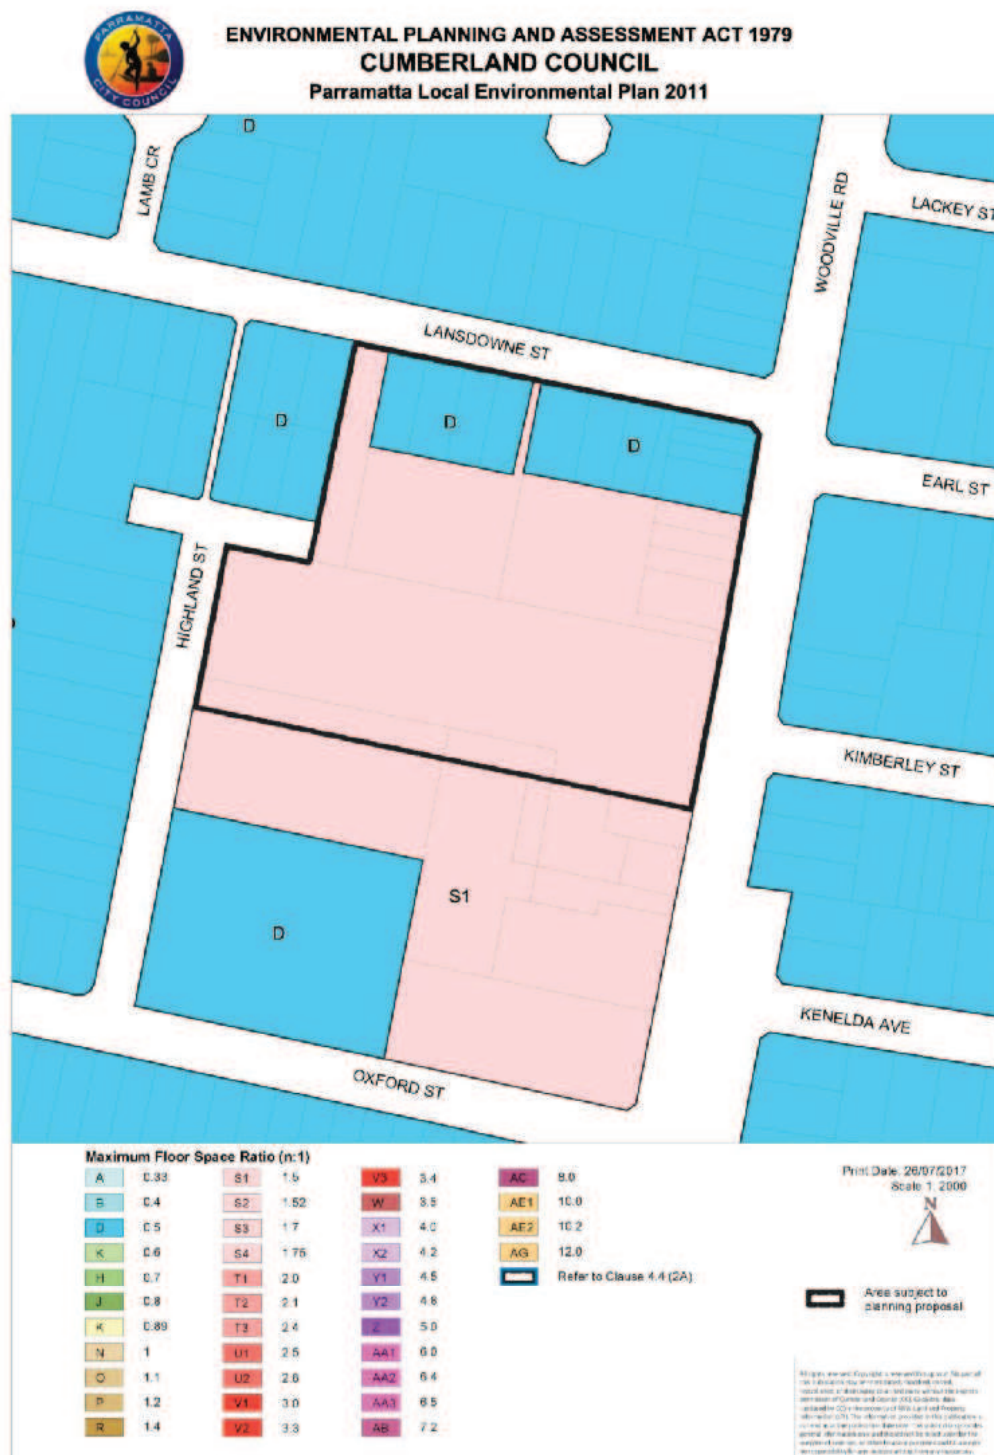 PARRAMATTA
CITY COUNCIL
ENVIRONMENTAL PLANNING AND ASSESSMENT ACT 1979
CUMBERLAND COUNCIL
Parramatta Local Environmental Plan 2011
D
LAMB CR
WOODVILLE RD
LACKEY ST
LANSDOWNE ST
D
D
D
EARL ST
HIGHLAND ST
KIMBERLEY ST
S1
D
KENELDA AVE
OXFORD ST
Maximum Floor Space Ratio (n:1)
A 0.33
B 0.4
D 0.5
K 0.6
H 0.7
J 0.8
K 0.89
N 1
O 1.1
P 1.2
R 1.4
S1 1.5
S2 1.52
S3 1.7
S4 1.75
T1 2.0
T2 2.1
T3 2.4
U1 2.5
U2 2.6
V1 3.0
V2 3.3
V3 3.4
W 3.5
X1 4.0
X2 4.2
Y1 4.5
Y2 4.8
Z 5.0
AA1 6.0
AA2 6.4
AA3 6.5
AB 7.2
AC 8.0
AE1 10.0
AE2 10.2
AG 12.0
Refer to Clause 4.4 (2A)
Print Date: 26/07/2017
Scale 1: 2000
N
Area subject to
planning proposal